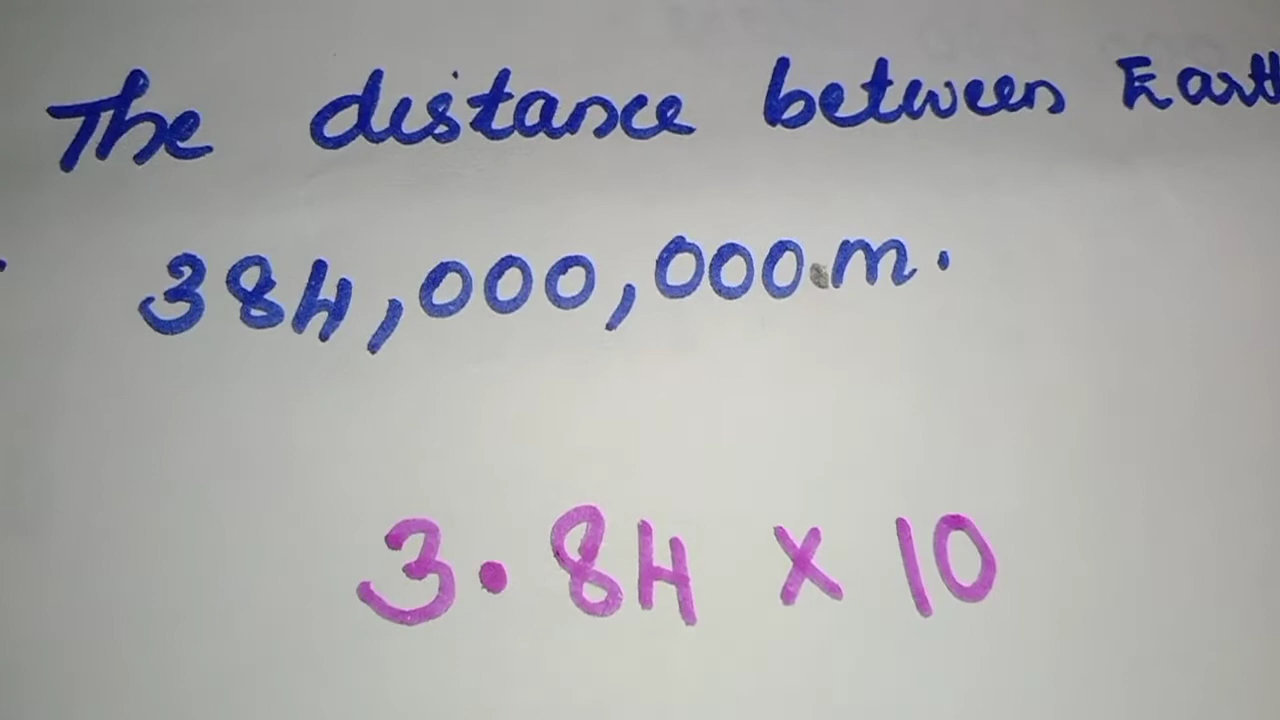 The distance between Earth
384,000,000.m.
3.84 x 10